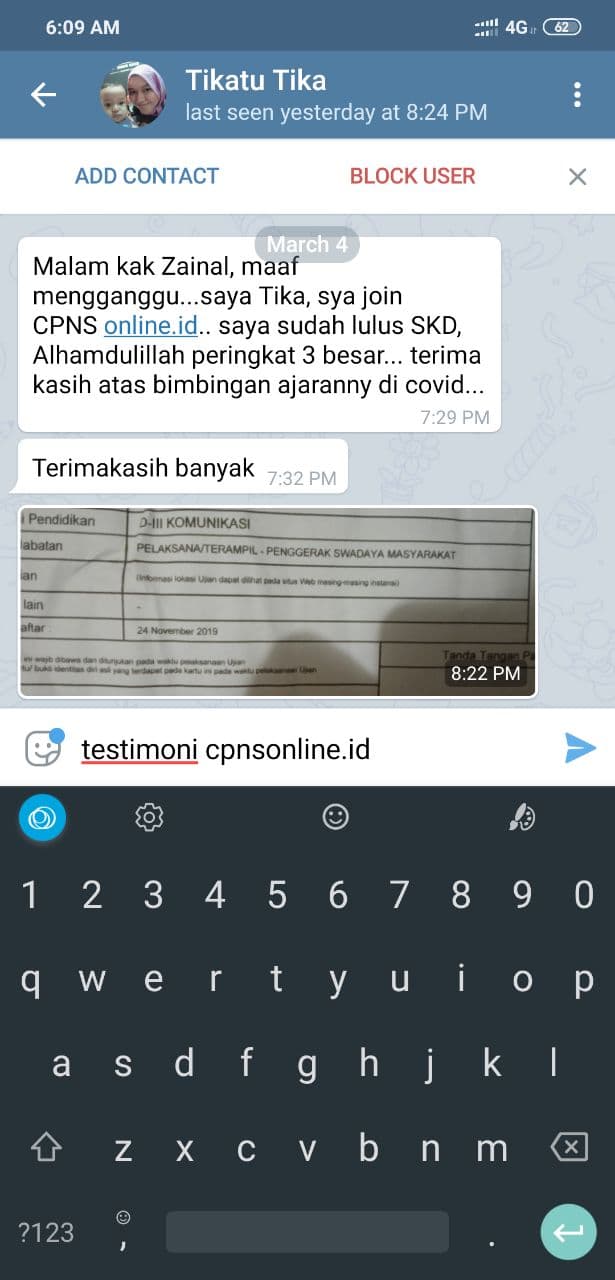 6:09 AM
4G
62
Tikatu Tika
last seen yesterday at 8:24 PM
ADD CONTACT
BLOCK USER
March 4
Malam kak Zainal, maaf
mengganggu...saya Tika, sya join
CPNS online.id.. saya sudah lulus SKD,
Alhamdulillah peringkat 3 besar... terima
kasih atas bimbingan ajaranny di covid...
7:29 PM
Terimakasih banyak 7:32 PM
Pendidikan D-III KOMUNIKASI
abatan PELAKSANA/TERAMPIL - PENGGERAK SWADAYA MASYARAKAT
an (Informasi lokasi Ujian dapat dilihat pada situs Web masing-masing instansi)
lain -
aftar : 24 November 2019
ini wajib dibawa dan ditunjukan pada waktu pelaksanaan Ujian
tu/ buku identitas diri asli yang terdapat pada kartu ini pada waktu pelaksanaan Ujian
Tanda Tangan Pe
8:22 PM
testimoni cpnsonline.id
1 2 3 4 5 6 7 8 9 0
q w e r t y u i o p
a s d f g h j k l
z x c v b n m
?123 , .